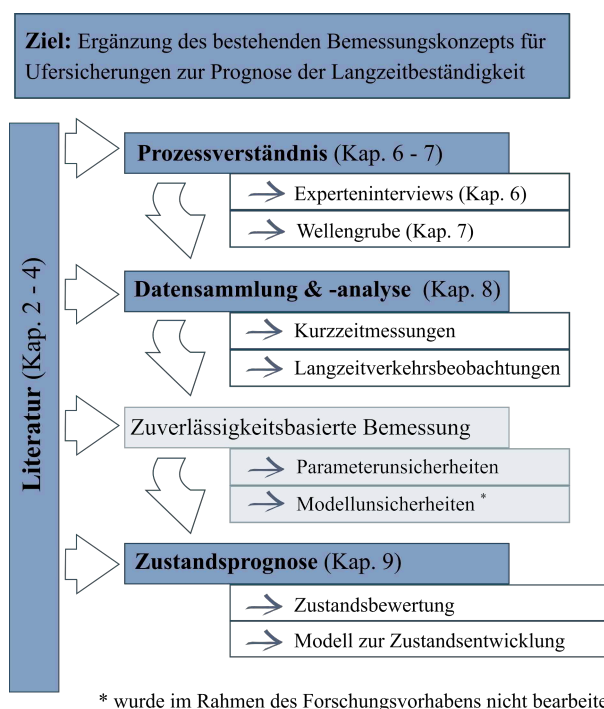 Ziel: Ergänzung des bestehenden Bemessungskonzepts für
Ufersicherungen zur Prognose der Langzeitbeständigkeit
Literatur (Kap. 2 - 4)
Prozessverständnis (Kap. 6 - 7)
Experteninterviews (Kap. 6)
Wellengrube (Kap. 7)
Datensammlung & -analyse (Kap. 8)
Kurzzeitmessungen
Langzeitverkehrsbeobachtungen
Zuverlässigkeitsbasierte Bemessung
Parameterunsicherheiten
Modellunsicherheiten *
Zustandsprognose (Kap. 9)
Zustandsbewertung
Modell zur Zustandsentwicklung
* wurde im Rahmen des Forschungsvorhabens nicht bearbeite